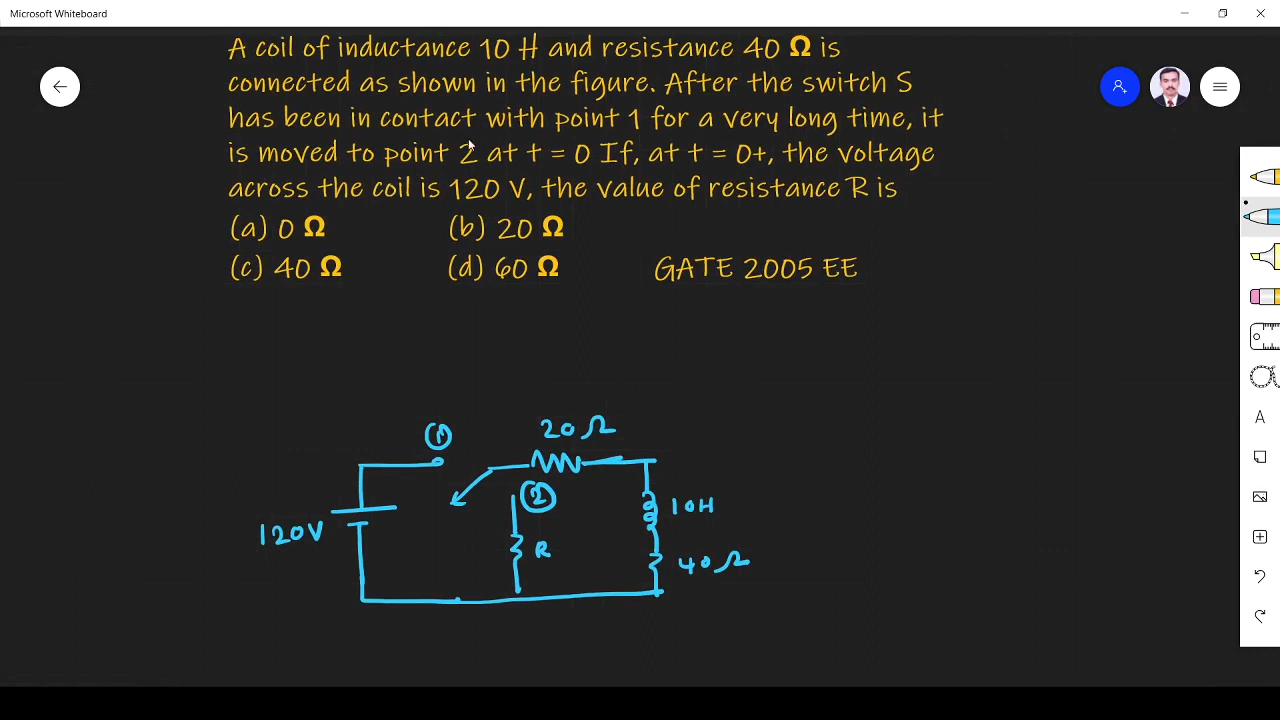 Microsoft Whiteboard
A coil of inductance 10 H and resistance 40 Ω is
connected as shown in the figure. After the switch S
has been in contact with point 1 for a very long time, it
is moved to point 2 at t = 0 If, at t = 0+, the voltage
across the coil is 120 V, the value of resistance R is
(a) 0 Ω (b) 20 Ω
(c) 40 Ω (d) 60 Ω GATE 2005 EE
20 Ω
1
2
10H
120V
R
40 Ω
A